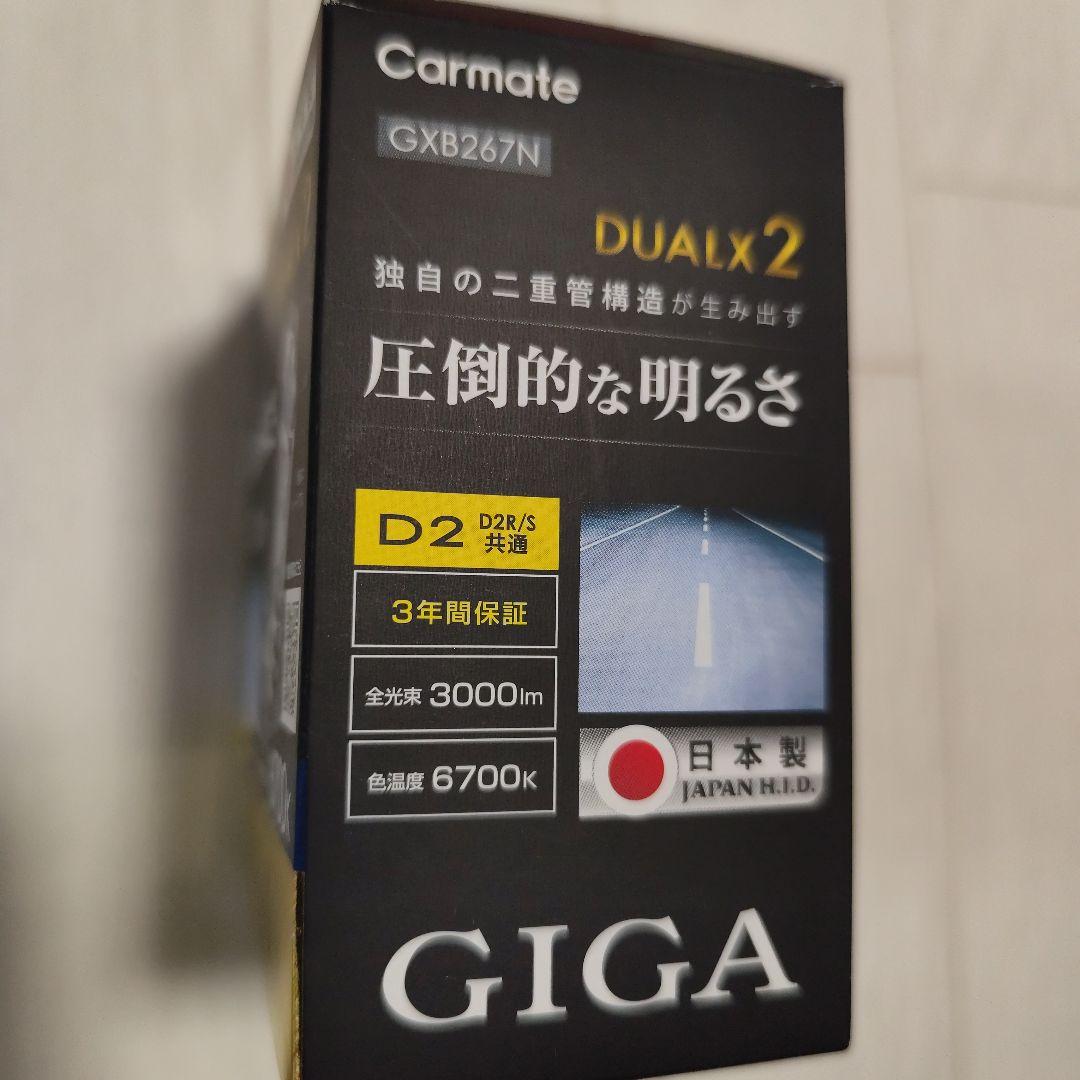 Carmate
GXB267N
DUALX2
独自の二重管構造が生み出す
圧倒的な明るさ
D2 D2R/S
共通
3年間保証
全光束 3000lm
色温度 6700K
日本製
JAPAN H.I.D.
GIGA